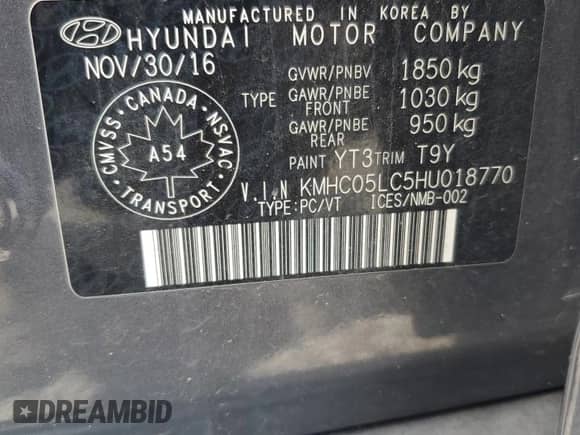 MANUFACTURED IN KOREA BY
HYUNDAI MOTOR COMPANY
NOV/30/16
GVWR/PNBV 1850 kg
TYPE GAWR/PNBE FRONT 1030 kg
GAWR/PNBE REAR 950 kg
PAINT YT3 TRIM T9Y
CANADA
CMVSS NSVAC
A54
TRANSPORT
V.I.N KMHC05LC5HU018770
TYPE:PC/VT ICES/NMB-002
DREAMBID